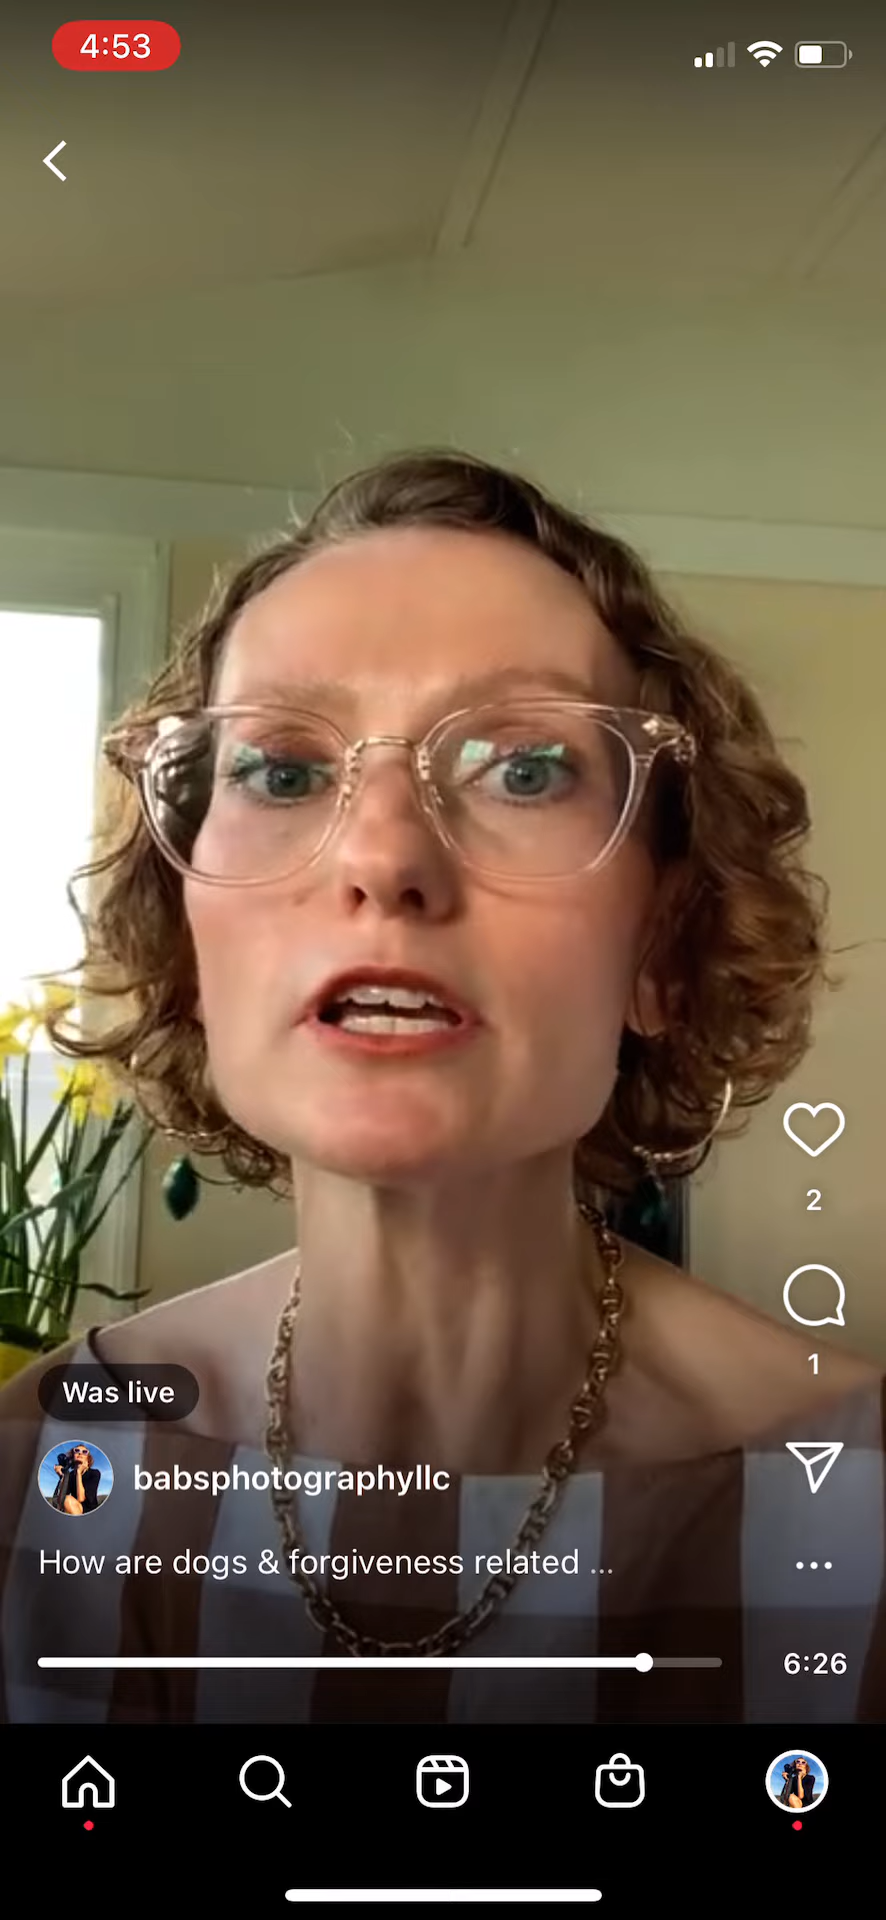 4:53
2
1
Was live
babsphotographyllc
How are dogs & forgiveness related ...
6:26